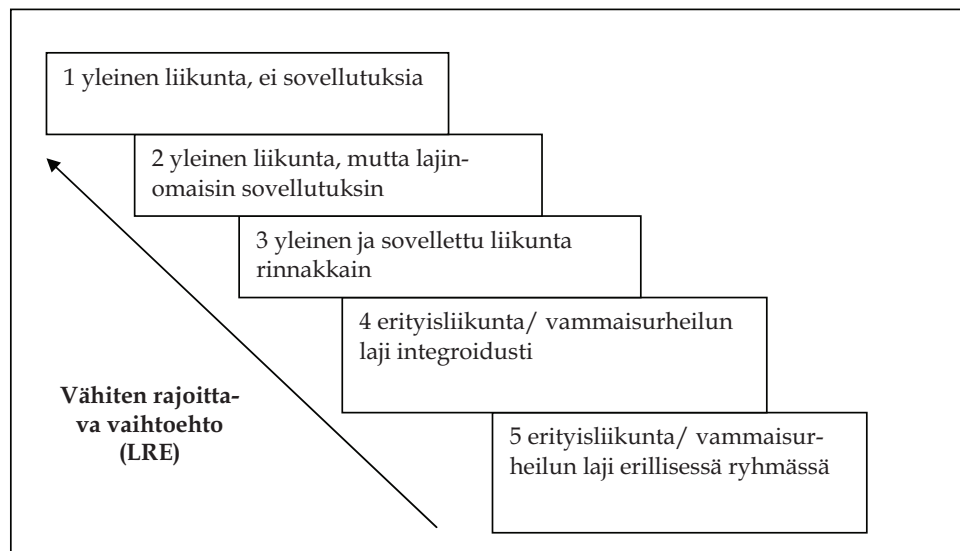 1 yleinen liikunta, ei sovellutuksia
2 yleinen liikunta, mutta lajin-
omaisin sovellutuksin
3 yleinen ja sovellettu liikunta
rinnakkain
4 erityisliikunta/ vammaisurheilun
laji integroidusti
Vähiten rajoitta-
va vaihtoehto
(LRE)
5 erityisliikunta/ vammaisur-
heilun laji erillisessä ryhmässä